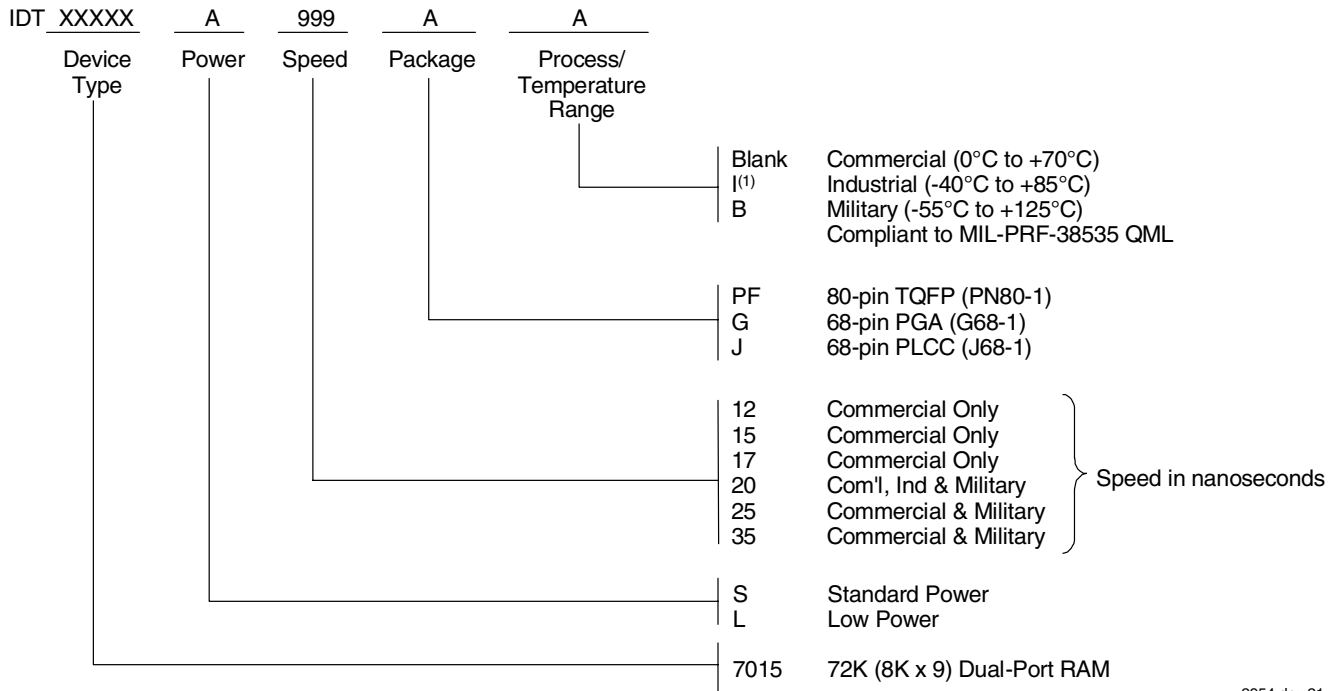 IDT XXXXX A 999 A A
Device Type Power Speed Package Process/ Temperature Range
Blank Commercial (0°C to +70°C)
I(1) Industrial (-40°C to +85°C)
B Military (-55°C to +125°C)
Compliant to MIL-PRF-38535 QML
PF 80-pin TQFP (PN80-1)
G 68-pin PGA (G68-1)
J 68-pin PLCC (J68-1)
12 Commercial Only
15 Commercial Only
17 Commercial Only
20 Com'l, Ind & Military
25 Commercial & Military
35 Commercial & Military
Speed in nanoseconds
S Standard Power
L Low Power
7015 72K (8K x 9) Dual-Port RAM